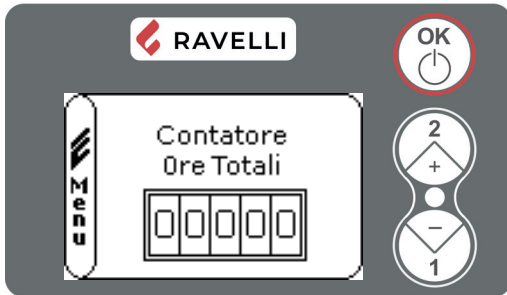 RAVELLI
OK
Menu
Contatore
Ore Totali
00000
2
+
−
1